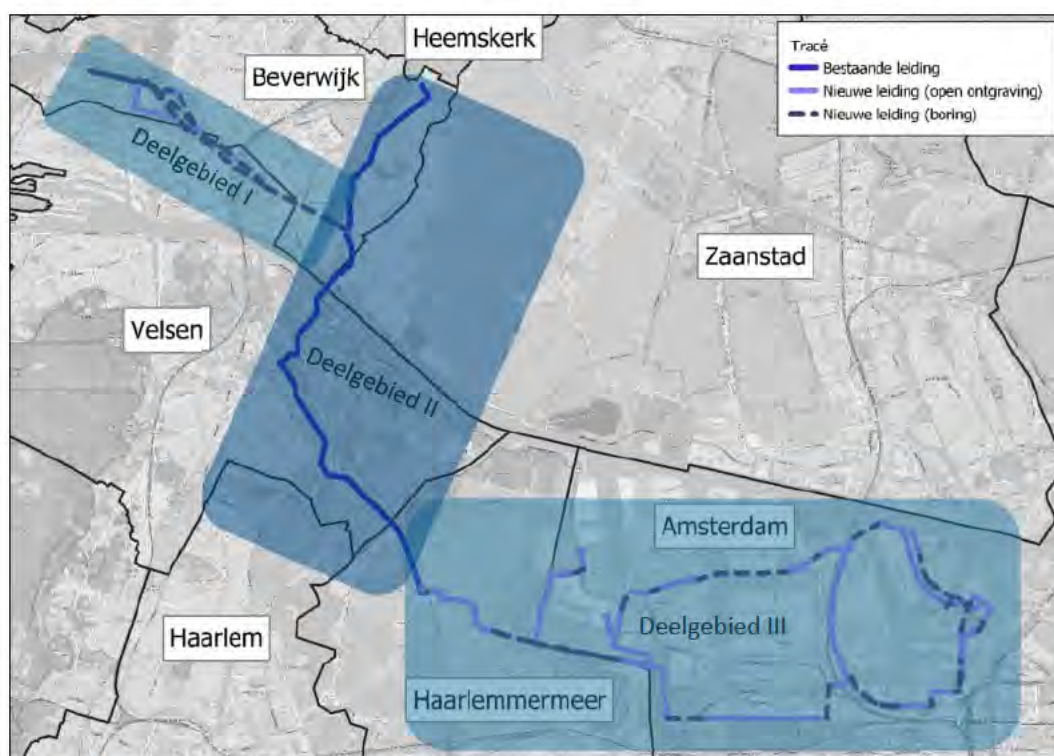 Heemskerk
Beverwijk
Tracé
Bestaande leiding
Nieuwe leiding (open ontgraving)
Nieuwe leiding (boring)
Deelgebied I
Zaanstad
Velsen
Deelgebied II
Amsterdam
Deelgebied III
Haarlem
Haarlemmermeer